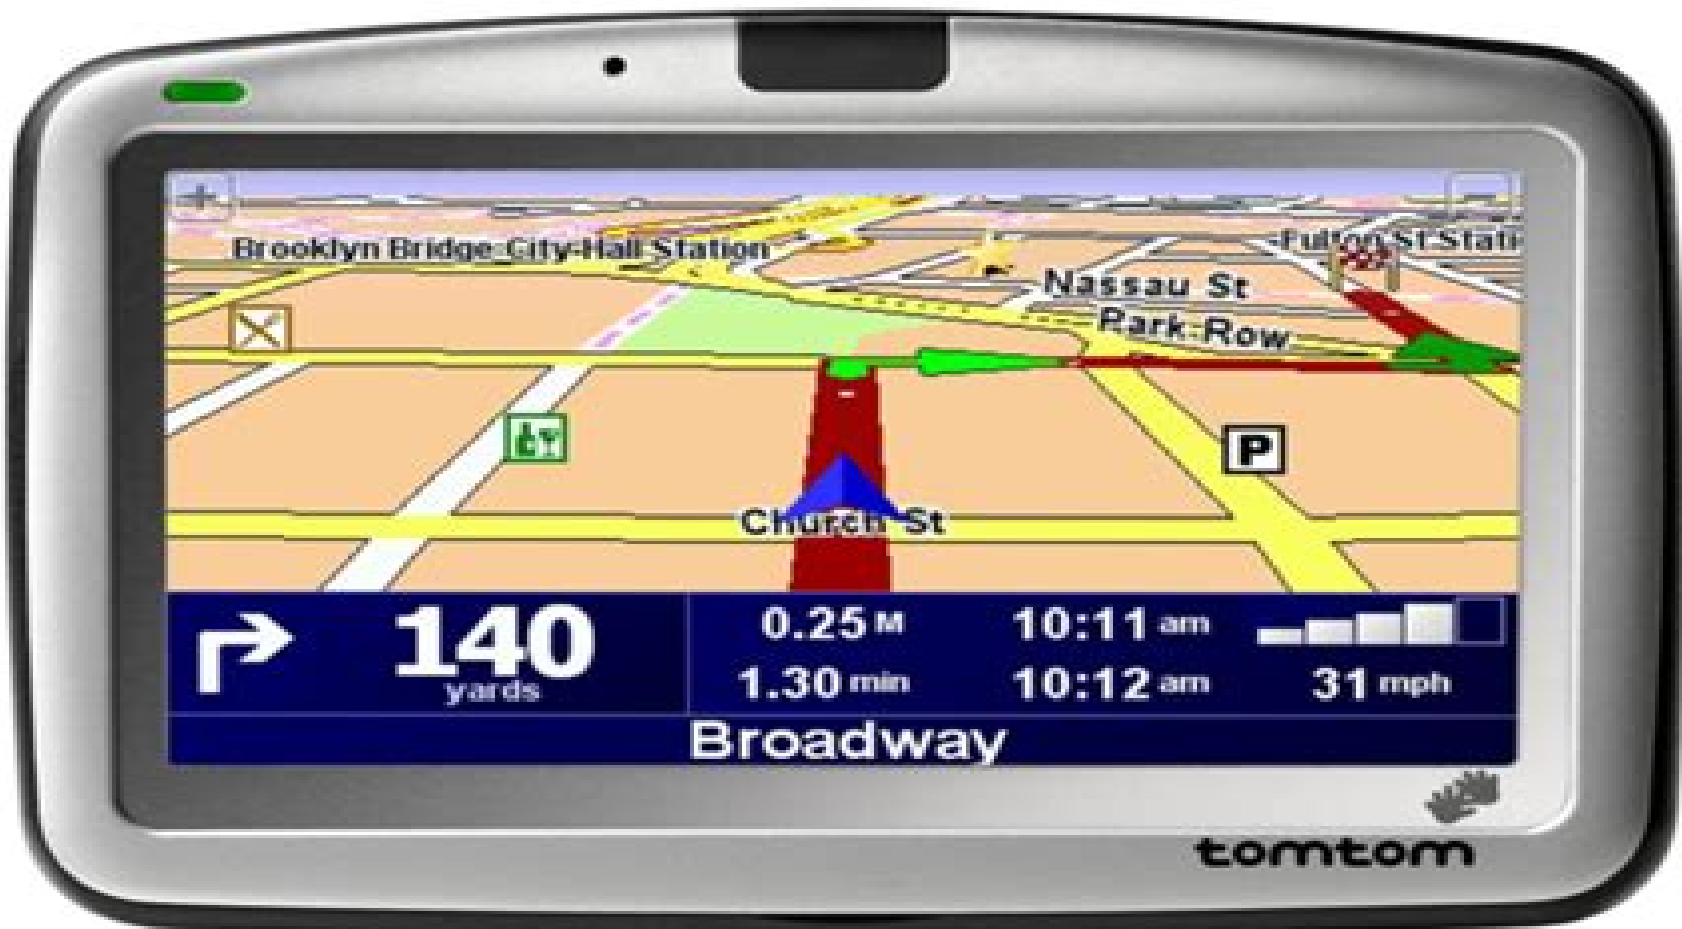 Brooklyn Bridge-City-Hall Station
Fulton St Stati
Nassau St
Park Row
P
Church St
140
yards
0.25 M
1.30 min
10:11 am
10:12 am
31 mph
Broadway
tomtom